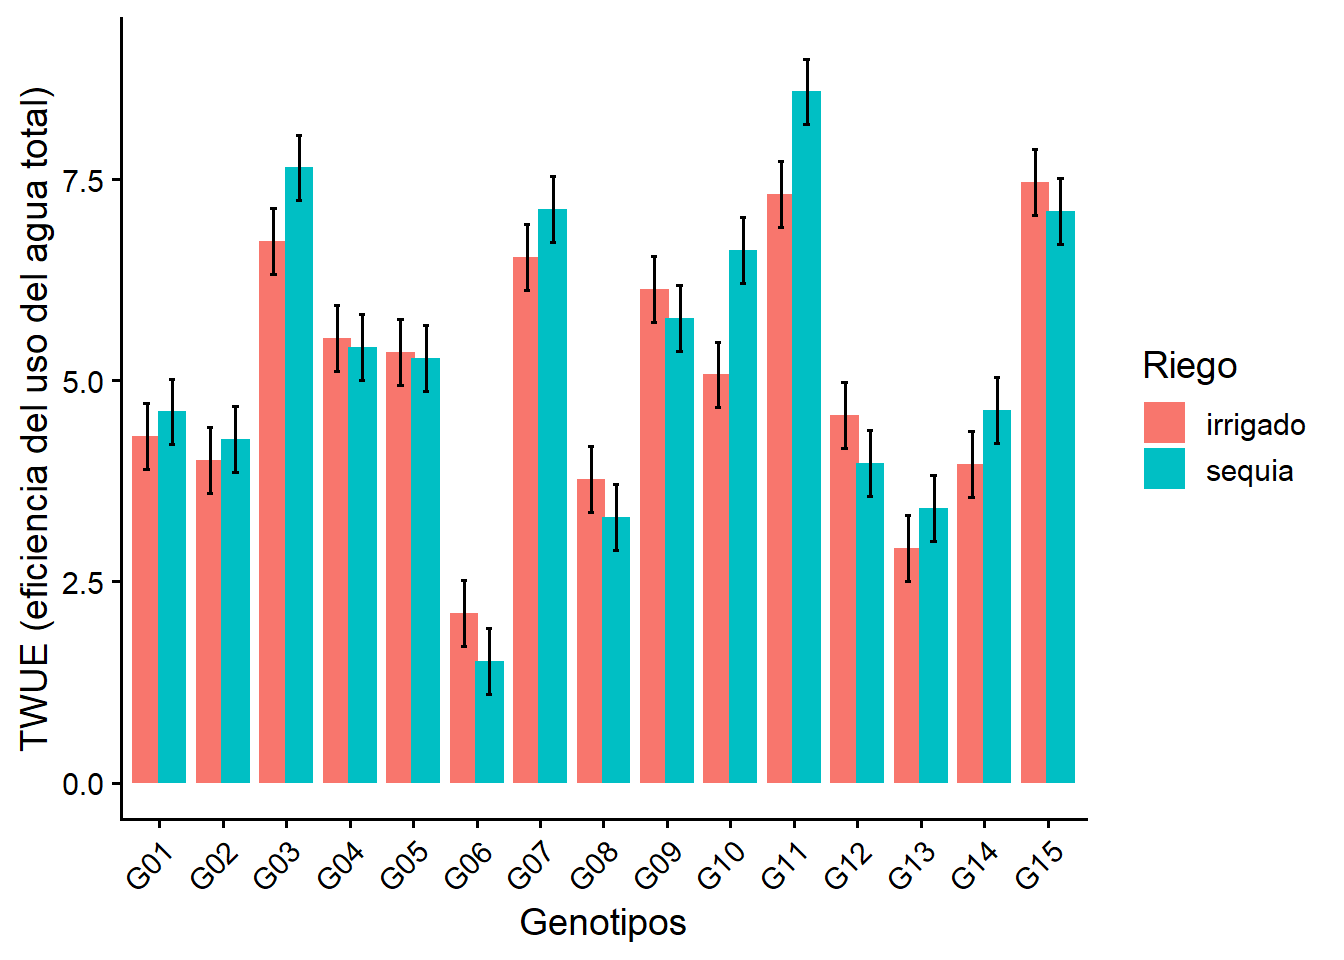 TWUE (eficiencia del uso del agua total)
7.5
5.0
2.5
0.0
G01 G02 G03 G04 G05 G06 G07 G08 G09 G10 G11 G12 G13 G14 G15
Genotipos
Riego
irrigado
sequia